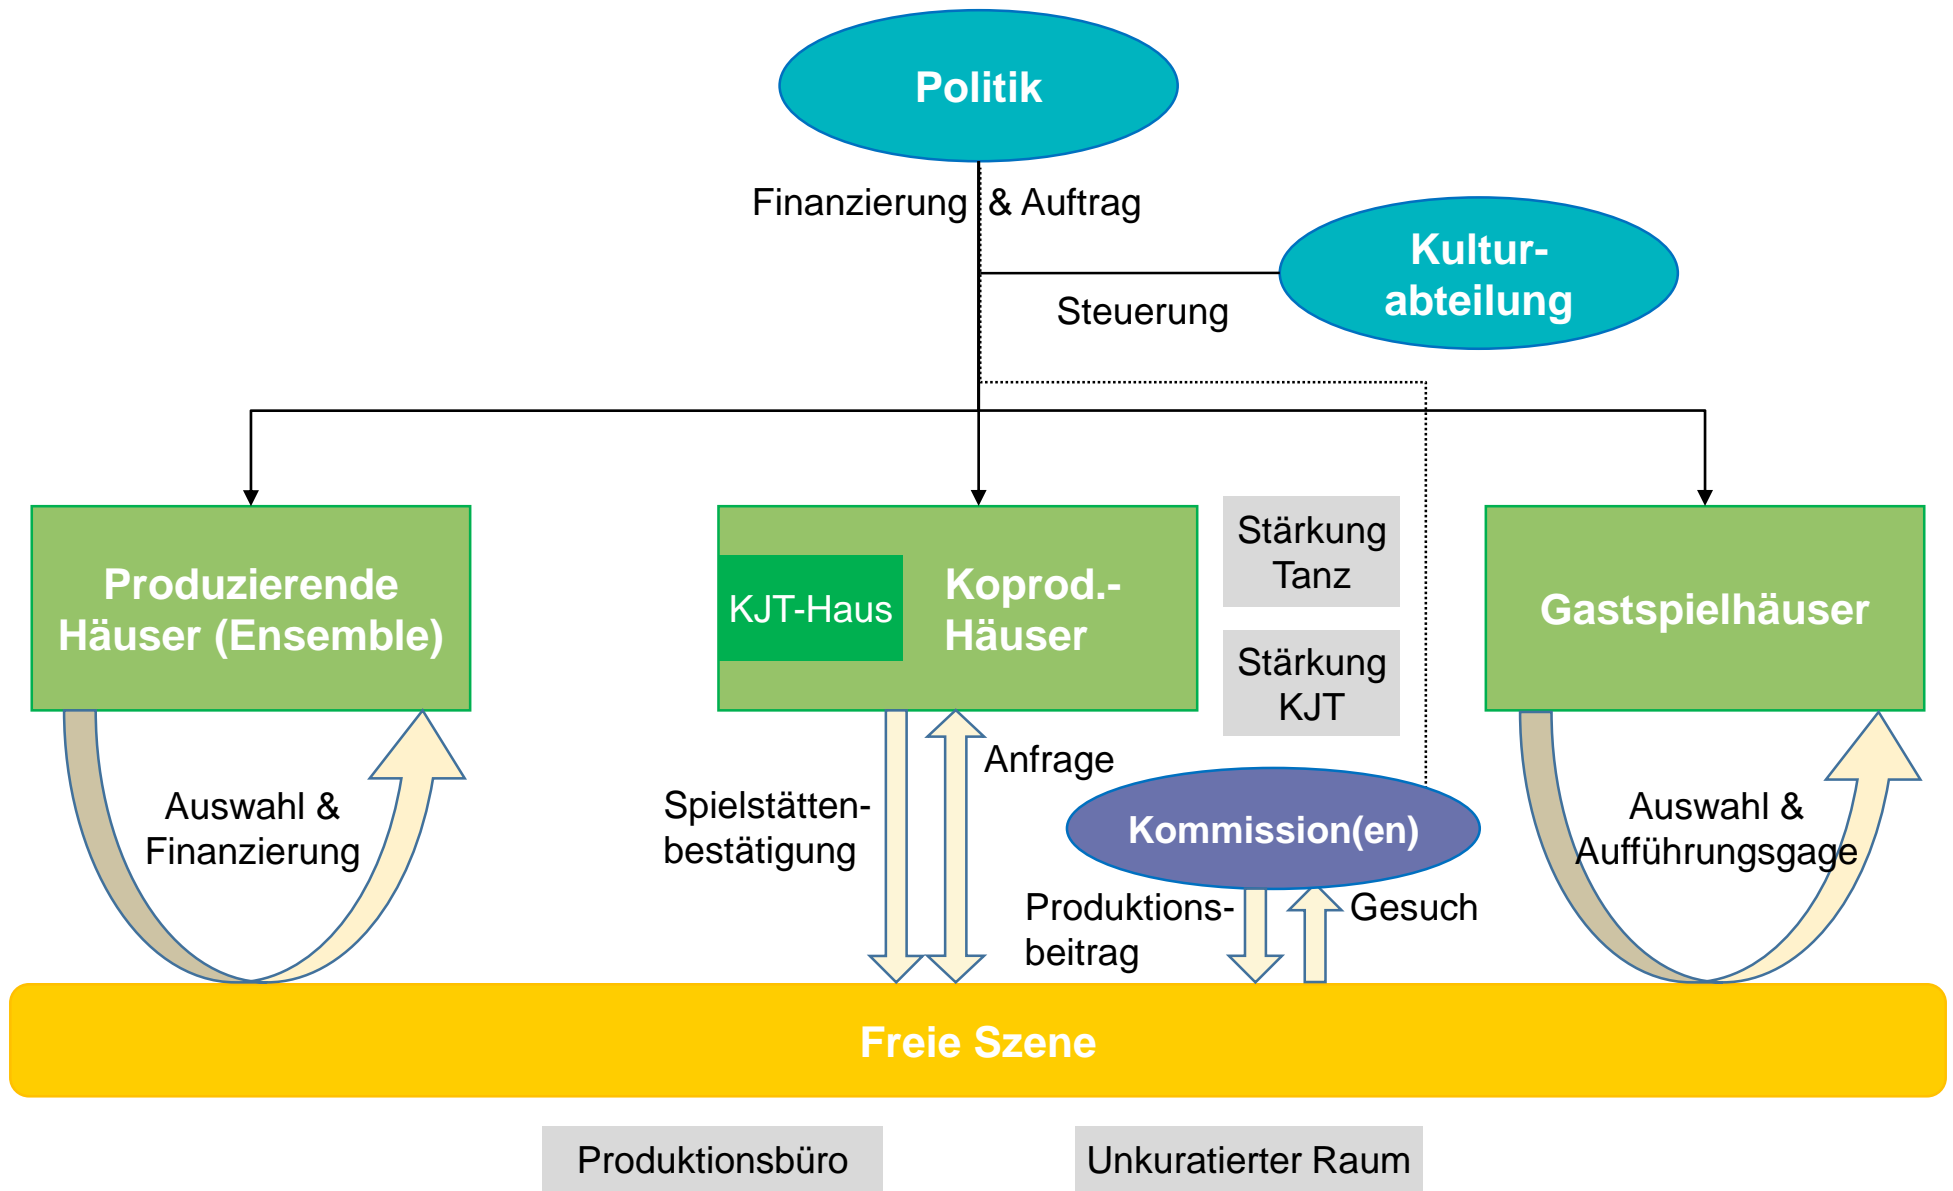 Politik
Finanzierung & Auftrag
Kultur-
abteilung
Steuerung
Produzierende
Häuser (Ensemble)
KJT-Haus
Koprod.-
Häuser
Stärkung
Tanz
Stärkung
KJT
Gastspielhäuser
Auswahl &
Finanzierung
Spielstätten-
bestätigung
Anfrage
Kommission(en)
Produktions-
beitrag
Gesuch
Auswahl &
Aufführungsgage
Freie Szene
Produktionsbüro
Unkuratierter Raum